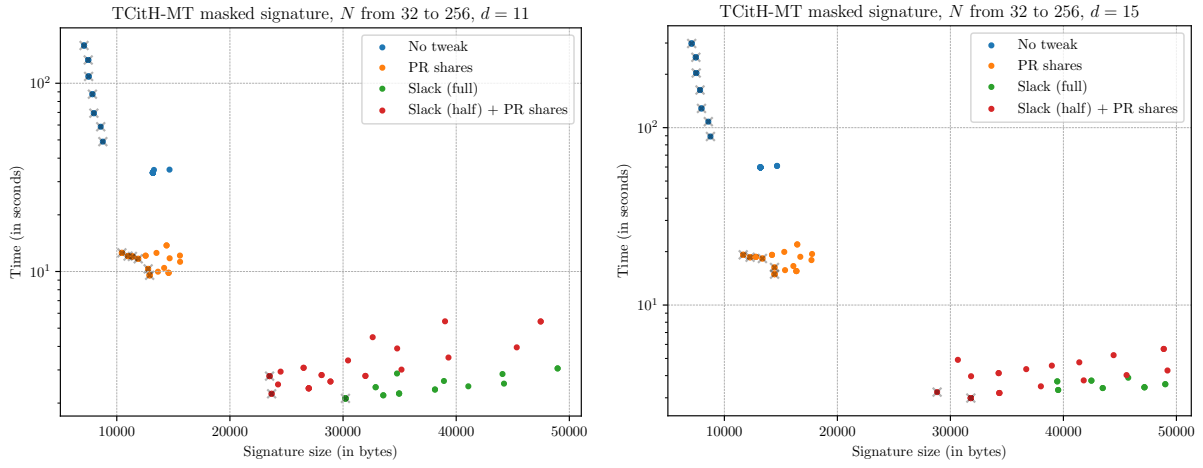 TCitH-MT masked signature, N from 32 to 256, d = 11
No tweak
PR shares
Slack (full)
Slack (half) + PR shares
10²
10¹
Time (in seconds)
10000 20000 30000 40000 50000
Signature size (in bytes)
TCitH-MT masked signature, N from 32 to 256, d = 15
No tweak
PR shares
Slack (full)
Slack (half) + PR shares
10²
10¹
Time (in seconds)
10000 20000 30000 40000 50000
Signature size (in bytes)